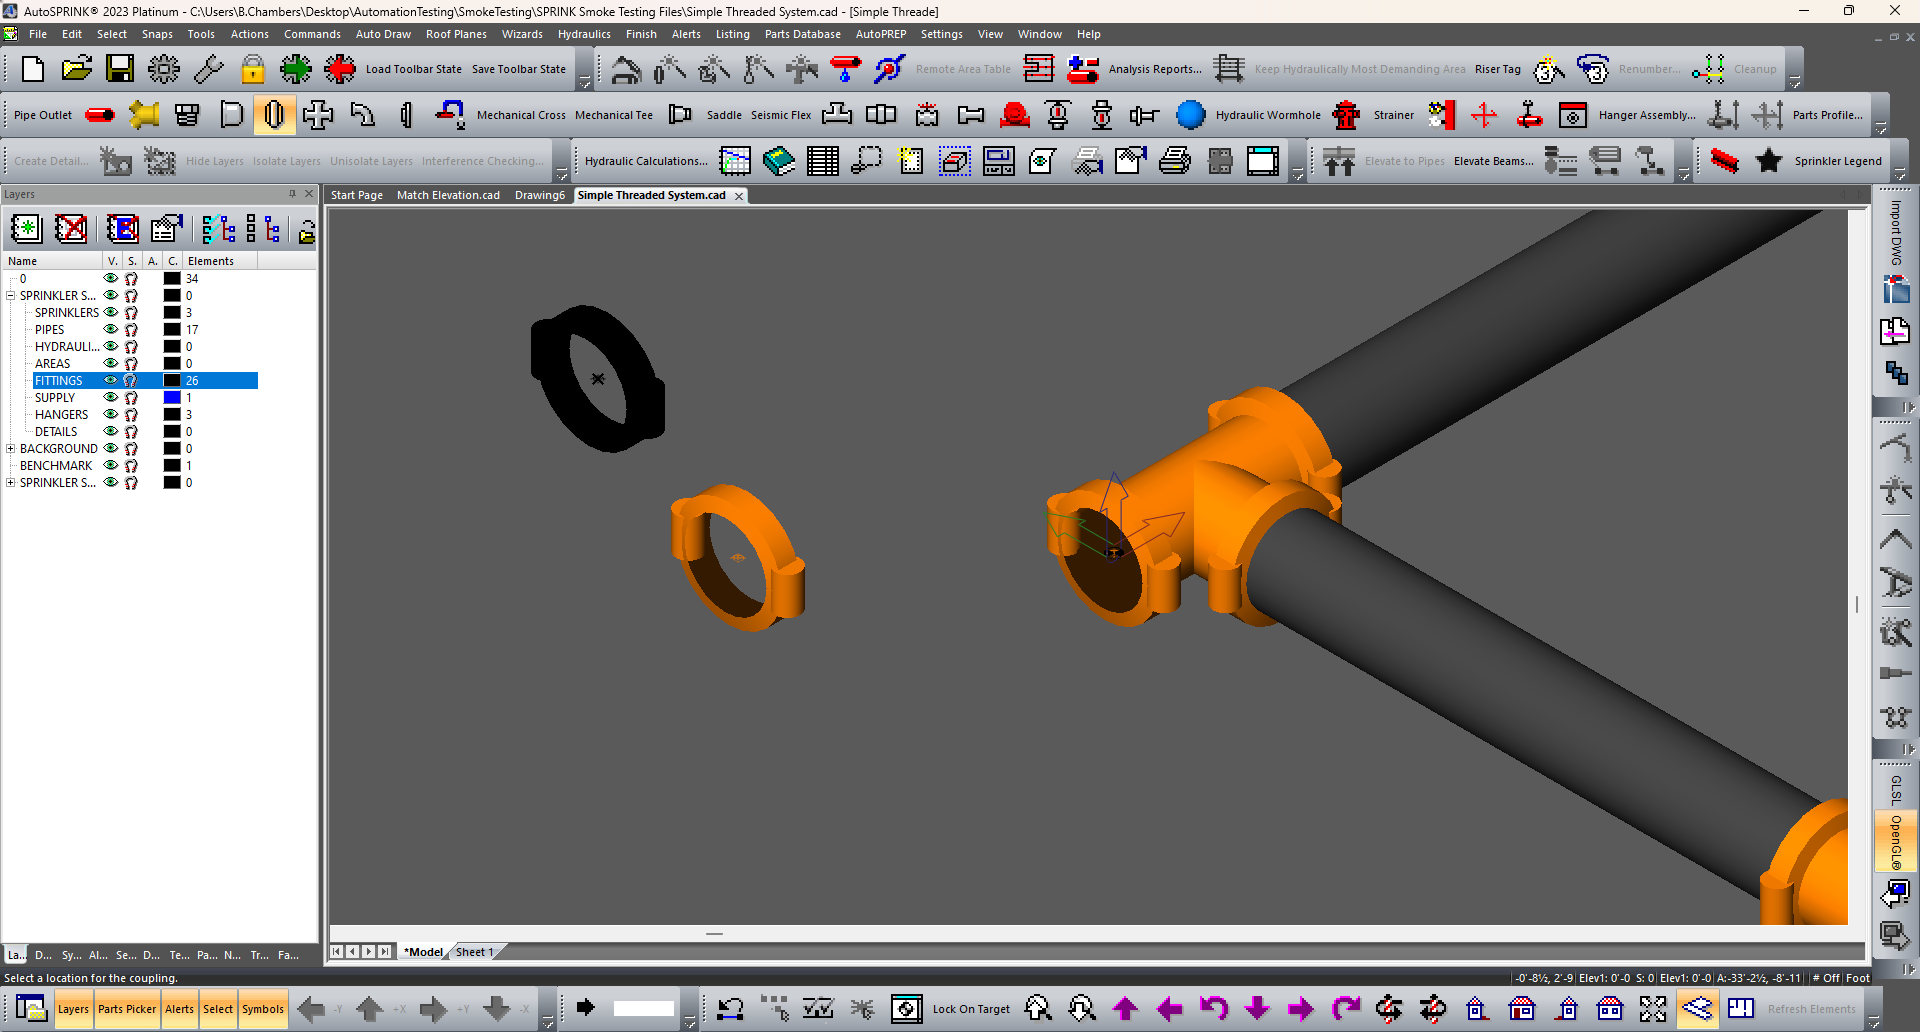 AutoSPRINK® 2023 Platinum - C:\Users\B.Chambers\Desktop\AutomationTesting\SmokeTesting\SPRINK Smoke Testing Files\Simple Threaded System.cad - [Simple Threade]
File Edit Select Snaps Tools Actions Commands Auto Draw Roof Planes Wizards Hydraulics Finish Alerts Listing Parts Database AutoPREP Settings View Window Help
Load Toolbar State Save Toolbar State Remote Area Table Analysis Reports... Keep Hydraulically Most Demanding Area Riser Tag Renumber... Cleanup
Pipe Outlet Mechanical Cross Mechanical Tee Saddle Seismic Flex Hydraulic Wormhole Strainer Hanger Assembly... Parts Profile...
Create Detail... Hide Layers Isolate Layers Unisolate Layers Interference Checking... Hydraulic Calculations... Elevate to Pipes Elevate Beams... Sprinkler Legend
Layers
Start Page Match Elevation.cad Drawing6 Simple Threaded System.cad
Name V. S. A. C. Elements
0 34
SPRINKLER S... 0
SPRINKLERS 3
PIPES 17
HYDRAULI... 0
AREAS 0
FITTINGS 26
SUPPLY 1
HANGERS 3
DETAILS 0
BACKGROUND 0
BENCHMARK 1
SPRINKLER S... 0
Import DWG
GLSL
OpenGL®
La... D... Sy... Al... Se... D... Te... Pa... N... Tr... Fa...
*Model Sheet 1
Select a location for the coupling.
-0'-8½, 2'-9 Elev1: 0'-0 S: 0 Elev1: 0'-0 A:-33'-2½, -8'-11 # Off Foot
Layers Parts Picker Alerts Select Symbols -Y +X +Y -X Lock On Target Refresh Elements